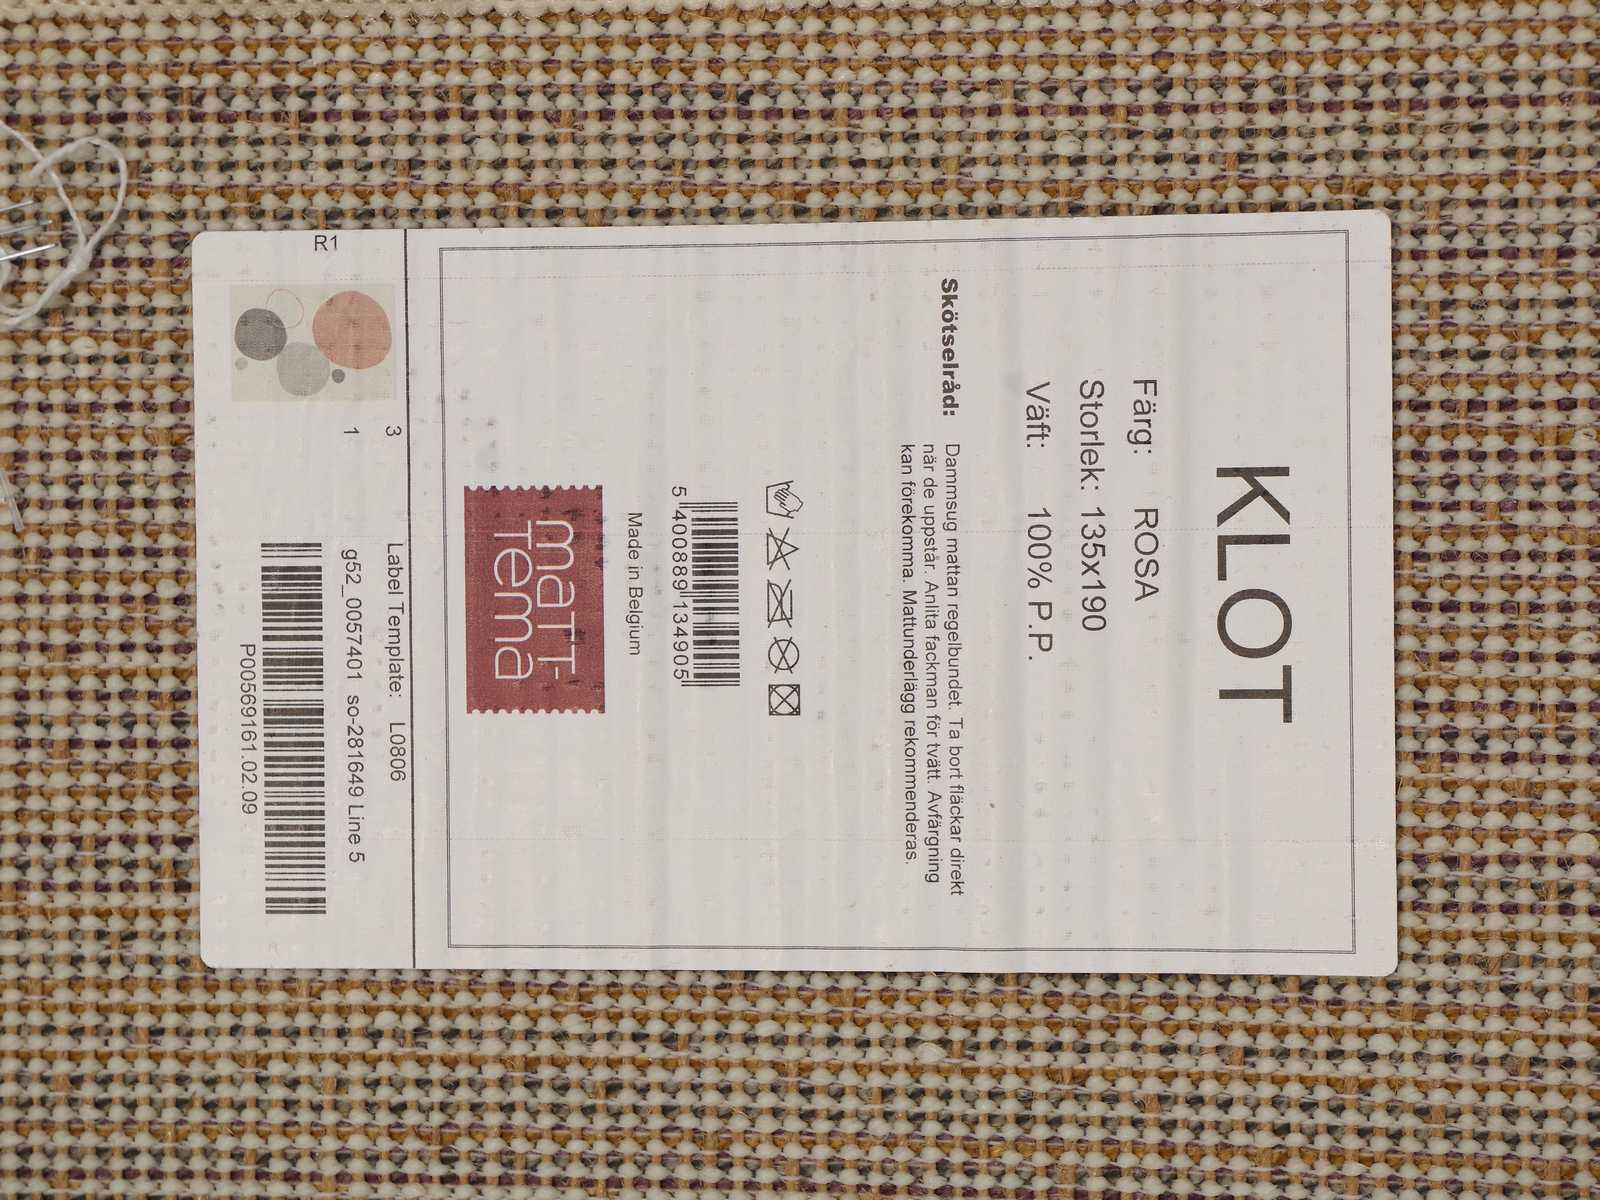 KLOT
Färg: ROSA
Storlek: 135x190
Väft: 100% P.P.
Skötselråd: Dammsug mattan regelbundet. Ta bort fläckar direkt
när de uppstår. Anlita fackman för tvätt. Avfärgning
kan förekomma. Mattunderlägg rekommenderas.
5 400889 134905
Made in Belgium
matt-
Tema
R1
3 Label Template: L0806
1 g52_0057401 so-281649 Line 5
P00569161.02.09